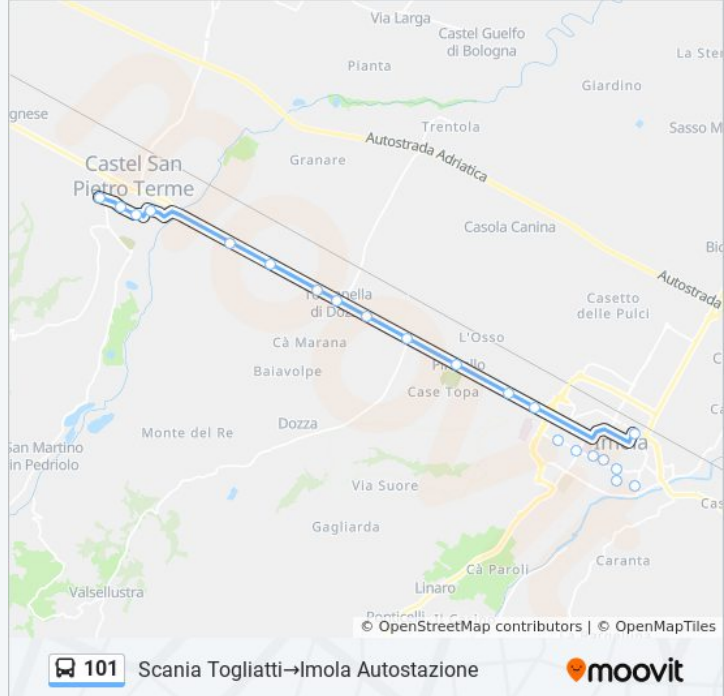 Via Larga
Castel Guelfo
di Bologna
Pianta
La Ster
Giardino
gnese
Trentola
Sasso M
Autostrada Adriatica
Castel San
Pietro Terme
Granare
Casola Canina
Bic
Autostrada
Casetto
delle Pulci
di Doz
L'Osso
Cà Marana
Baiavolpe
Case Topa
Dozza
Monte del Re
Imola
San Martino
in Pedriolo
Via Suore
Gagliarda
Cas
Cà Paroli
Caranta
Valsellustra
Linaro
© OpenStreetMap contributors | © OpenMapTiles
101 Scania Togliatti→Imola Autostazione
moovit